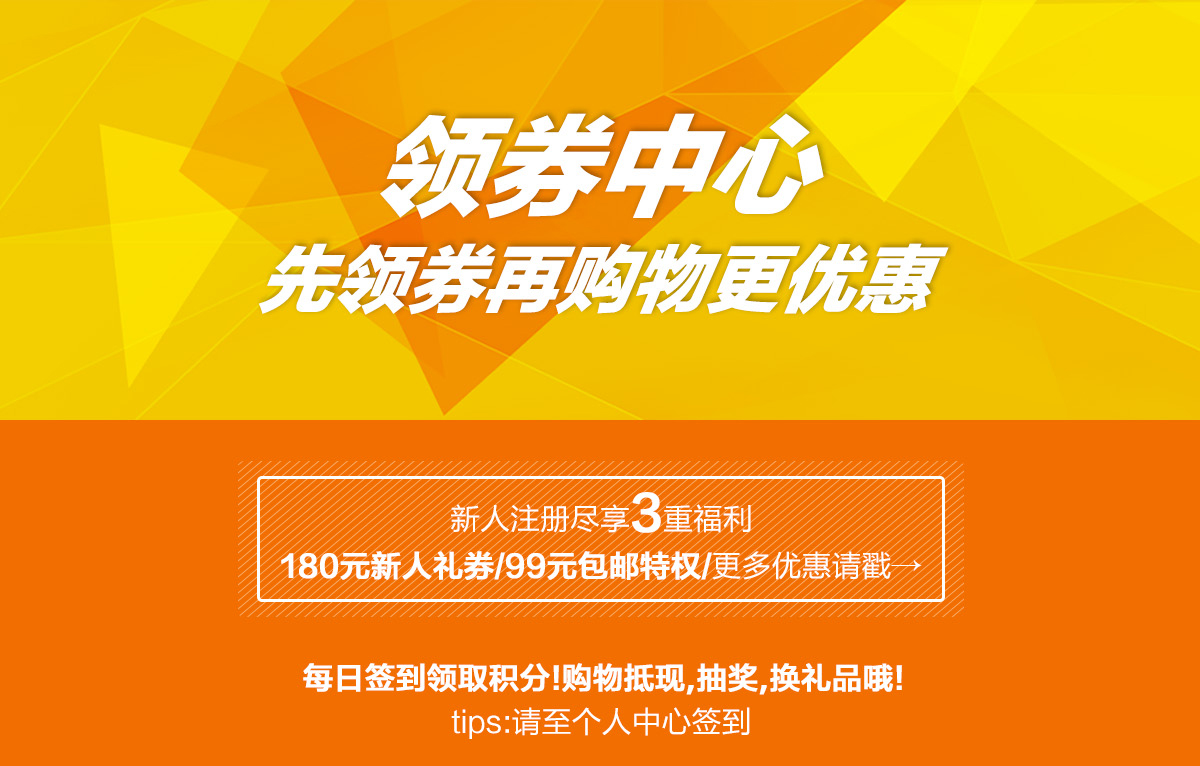 领券中心
先领券再购物更优惠
新人注册尽享3重福利
180元新人礼券/99元包邮特权/更多优惠请戳→
每日签到领取积分!购物抵现,抽奖,换礼品哦!
tips:请至个人中心签到